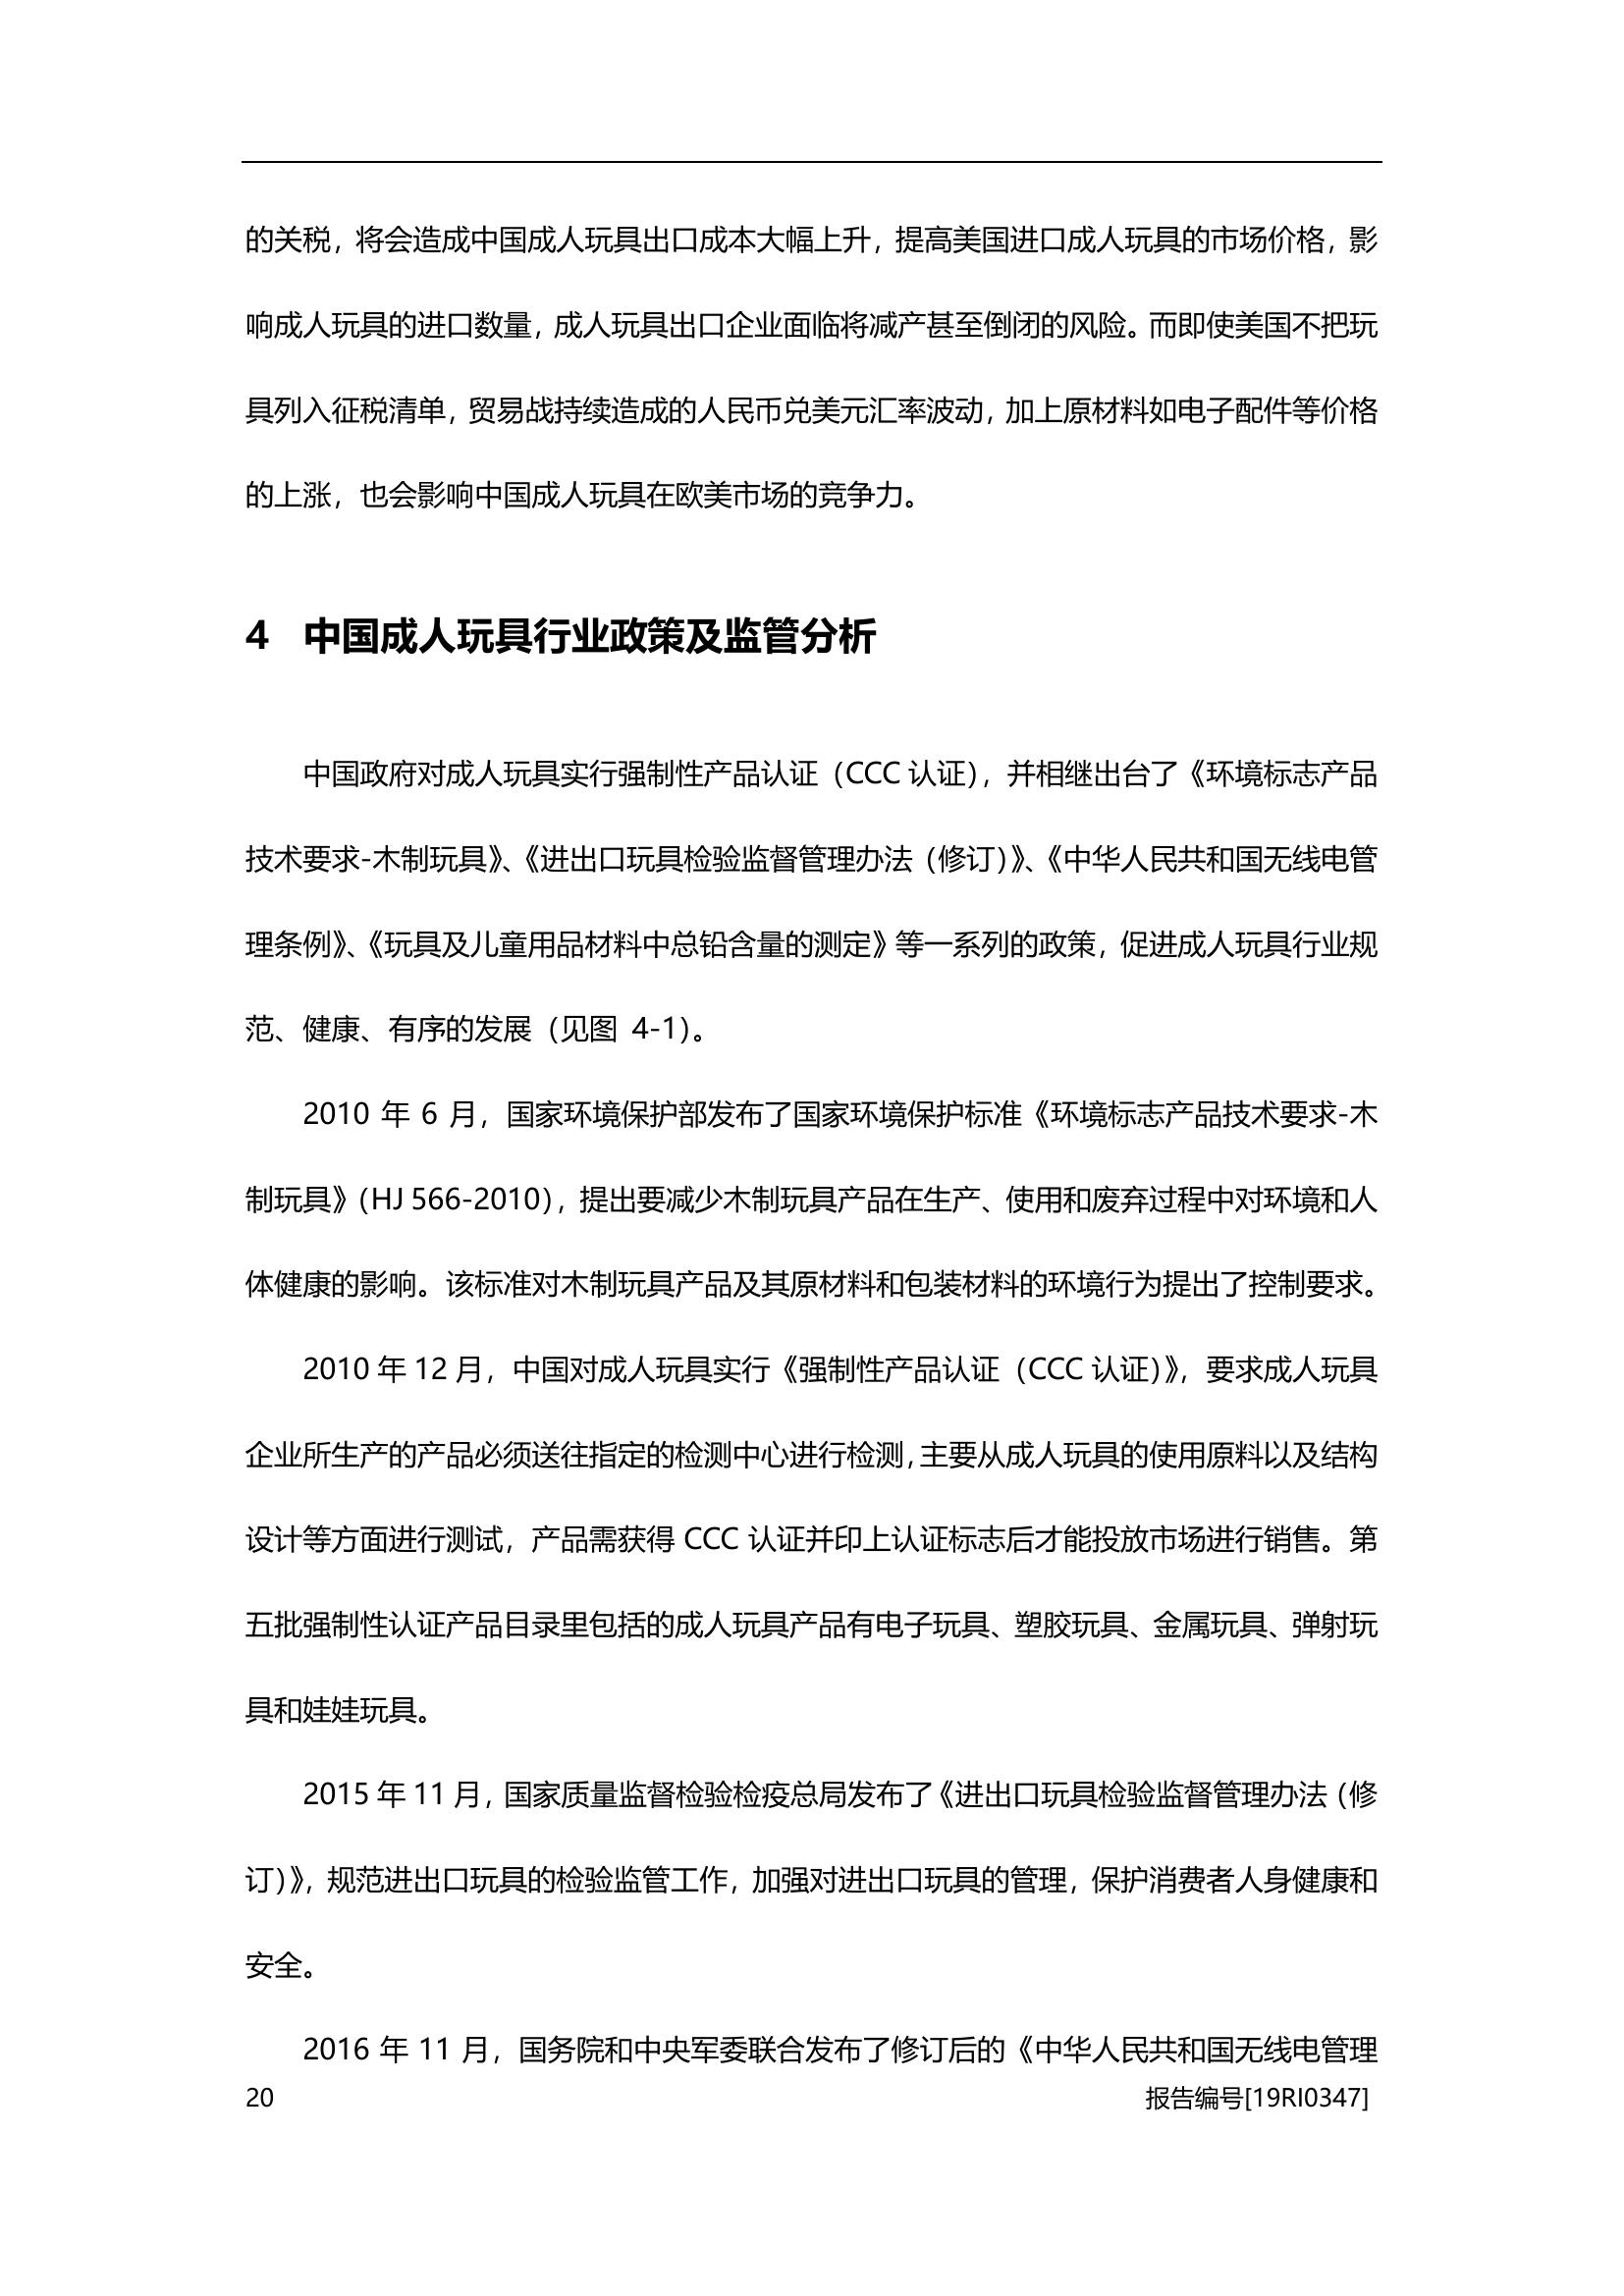 的关税，将会造成中国成人玩具出口成本大幅上升，提高美国进口成人玩具的市场价格，影
响成人玩具的进口数量，成人玩具出口企业面临将减产甚至倒闭的风险。而即使美国不把玩
具列入征税清单，贸易战持续造成的人民币兑美元汇率波动，加上原材料如电子配件等价格
的上涨，也会影响中国成人玩具在欧美市场的竞争力。
4 中国成人玩具行业政策及监管分析
中国政府对成人玩具实行强制性产品认证（CCC 认证），并相继出台了《环境标志产品
技术要求-木制玩具》、《进出口玩具检验监督管理办法（修订）》、《中华人民共和国无线电管
理条例》、《玩具及儿童用品材料中总铅含量的测定》等一系列的政策，促进成人玩具行业规
范、健康、有序的发展（见图 4-1）。
2010 年 6 月，国家环境保护部发布了国家环境保护标准《环境标志产品技术要求-木
制玩具》（HJ 566-2010），提出要减少木制玩具产品在生产、使用和废弃过程中对环境和人
体健康的影响。该标准对木制玩具产品及其原材料和包装材料的环境行为提出了控制要求。
2010 年 12 月，中国对成人玩具实行《强制性产品认证（CCC 认证）》，要求成人玩具
企业所生产的产品必须送往指定的检测中心进行检测，主要从成人玩具的使用原料以及结构
设计等方面进行测试，产品需获得 CCC 认证并印上认证标志后才能投放市场进行销售。第
五批强制性认证产品目录里包括的成人玩具产品有电子玩具、塑胶玩具、金属玩具、弹射玩
具和娃娃玩具。
2015 年 11 月，国家质量监督检验检疫总局发布了《进出口玩具检验监督管理办法（修
订）》，规范进出口玩具的检验监管工作，加强对进出口玩具的管理，保护消费者人身健康和
安全。
2016 年 11 月，国务院和中央军委联合发布了修订后的《中华人民共和国无线电管理
20 报告编号[19RI0347]